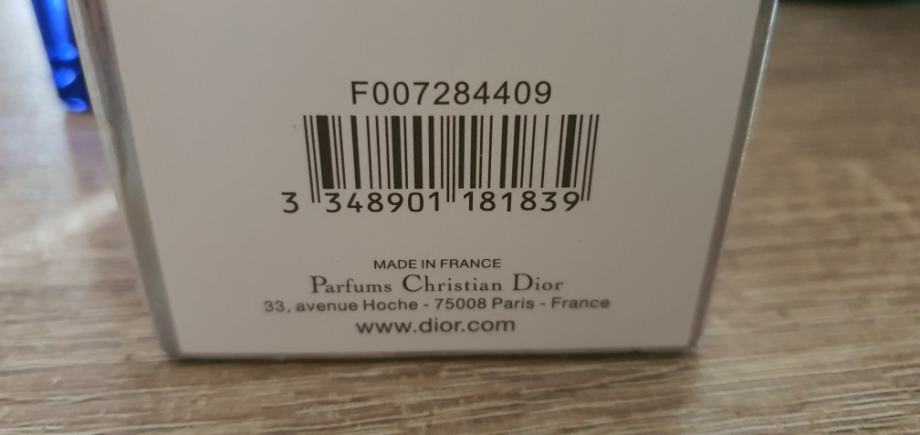 F007284409
3 348901 181839
MADE IN FRANCE
Parfums Christian Dior
33, avenue Hoche - 75008 Paris - France
www.dior.com